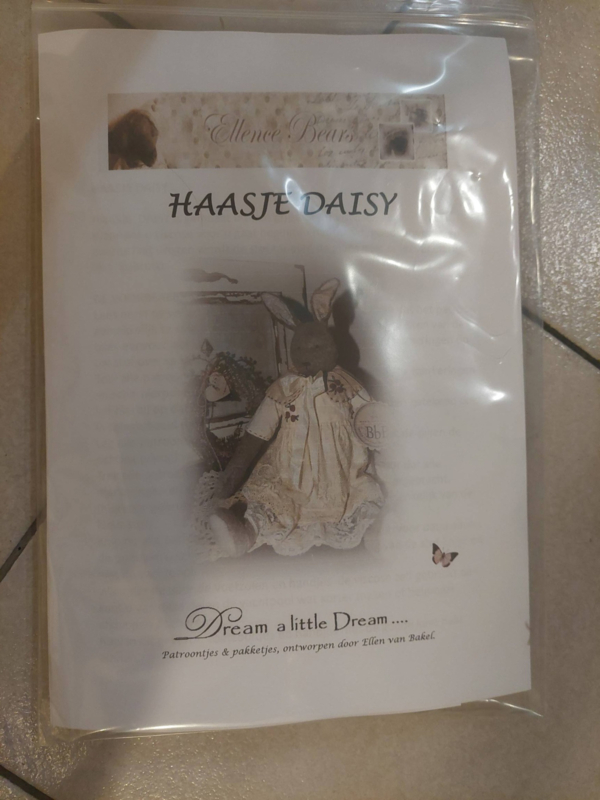 Ellence Bears
HAASJE DAISY
Dream a little Dream ....
Patroontjes & pakketjes, ontworpen door Ellen van Bakel.